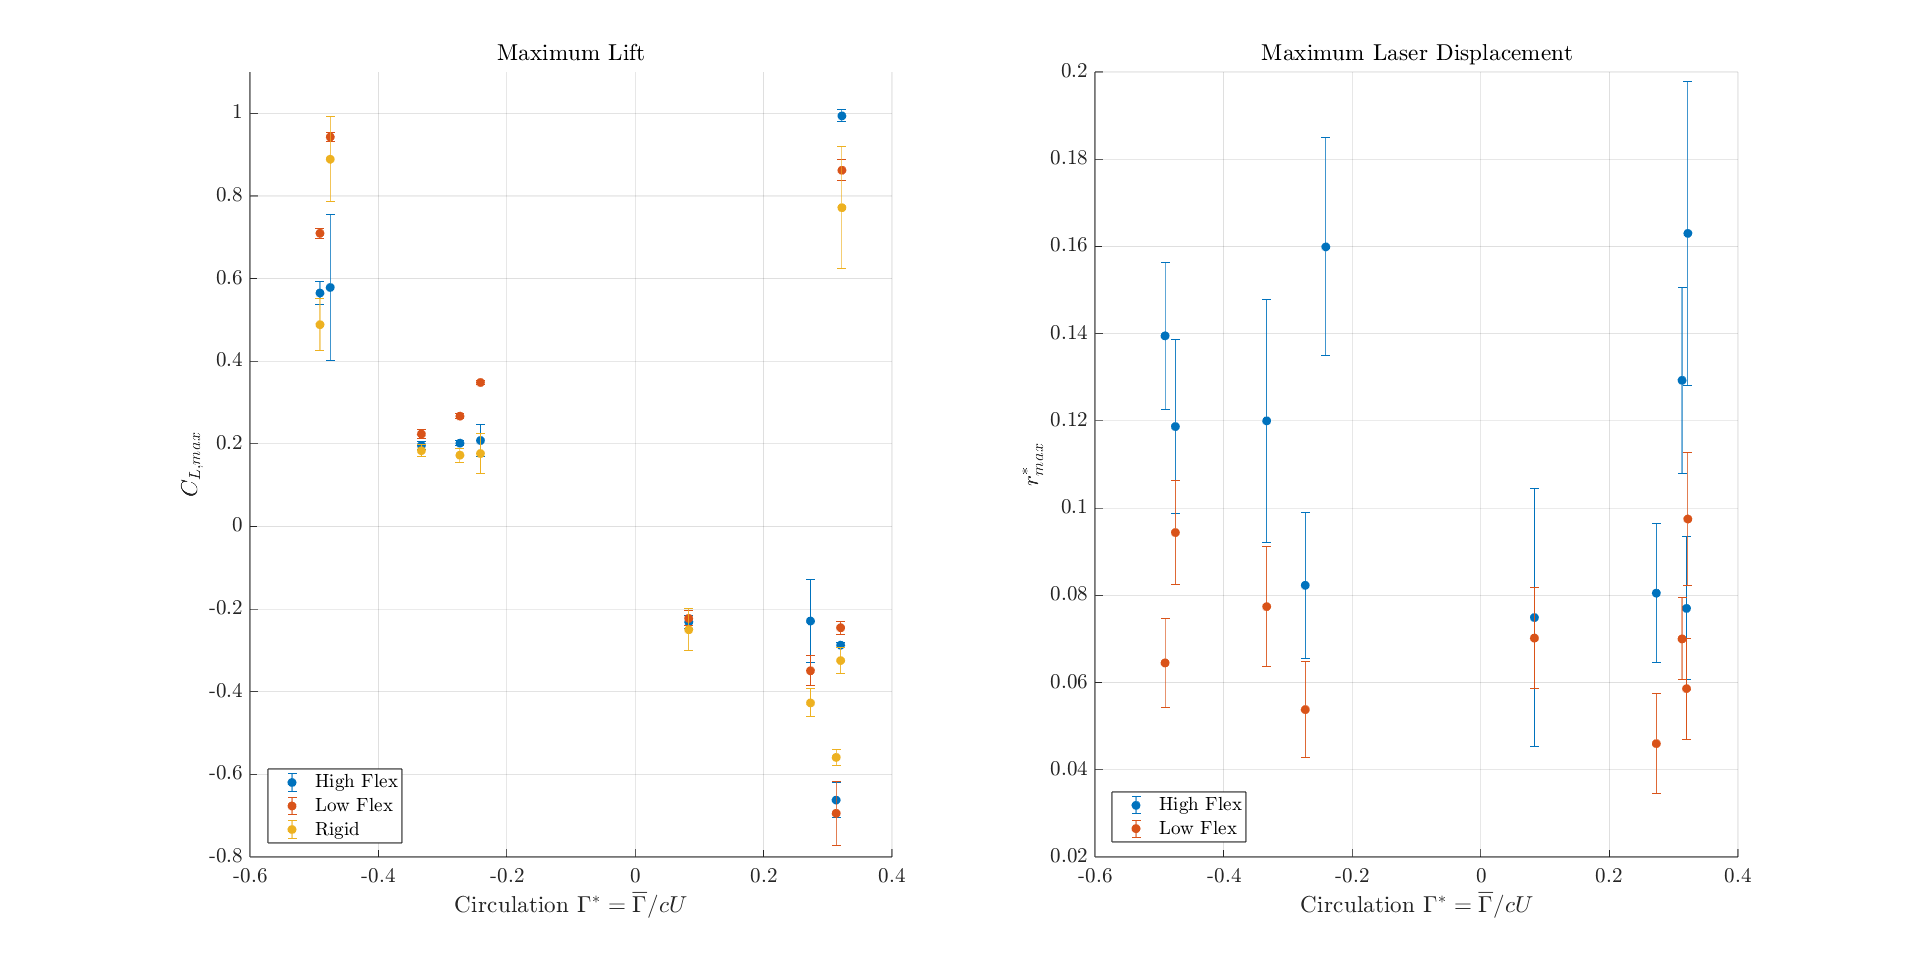 Maximum Lift
1
0.8
0.6
0.4
0.2
0
-0.2
-0.4
-0.6
-0.8
-0.6
-0.4
-0.2
0
0.2
0.4
C_{L,max}
Circulation Γ* = Γ̅/cU
High Flex
Low Flex
Rigid
Maximum Laser Displacement
0.2
0.18
0.16
0.14
0.12
0.1
0.08
0.06
0.04
0.02
-0.6
-0.4
-0.2
0
0.2
0.4
r*_{max}
Circulation Γ* = Γ̅/cU
High Flex
Low Flex